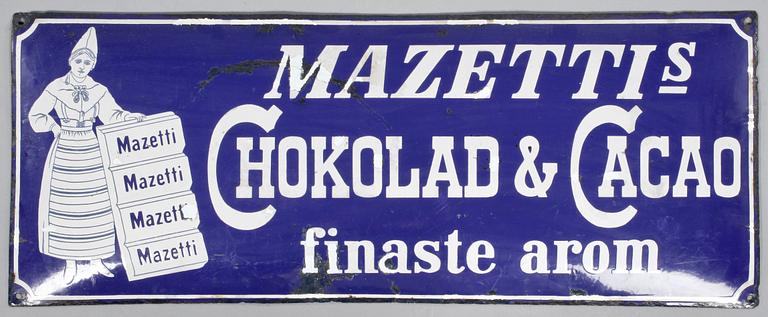 MAZETTIS
CHOKOLAD & CACAO
finaste arom
Mazetti
Mazetti
Mazetti
Mazetti